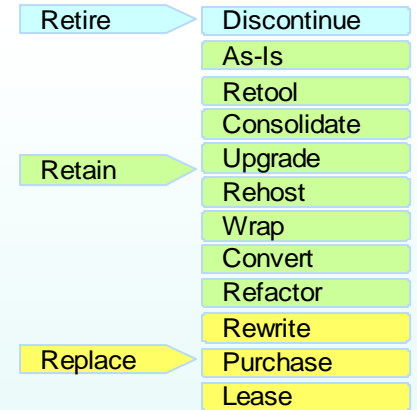 Retire
Discontinue
As-Is
Retool
Consolidate
Retain
Upgrade
Rehost
Wrap
Convert
Refactor
Rewrite
Replace
Purchase
Lease